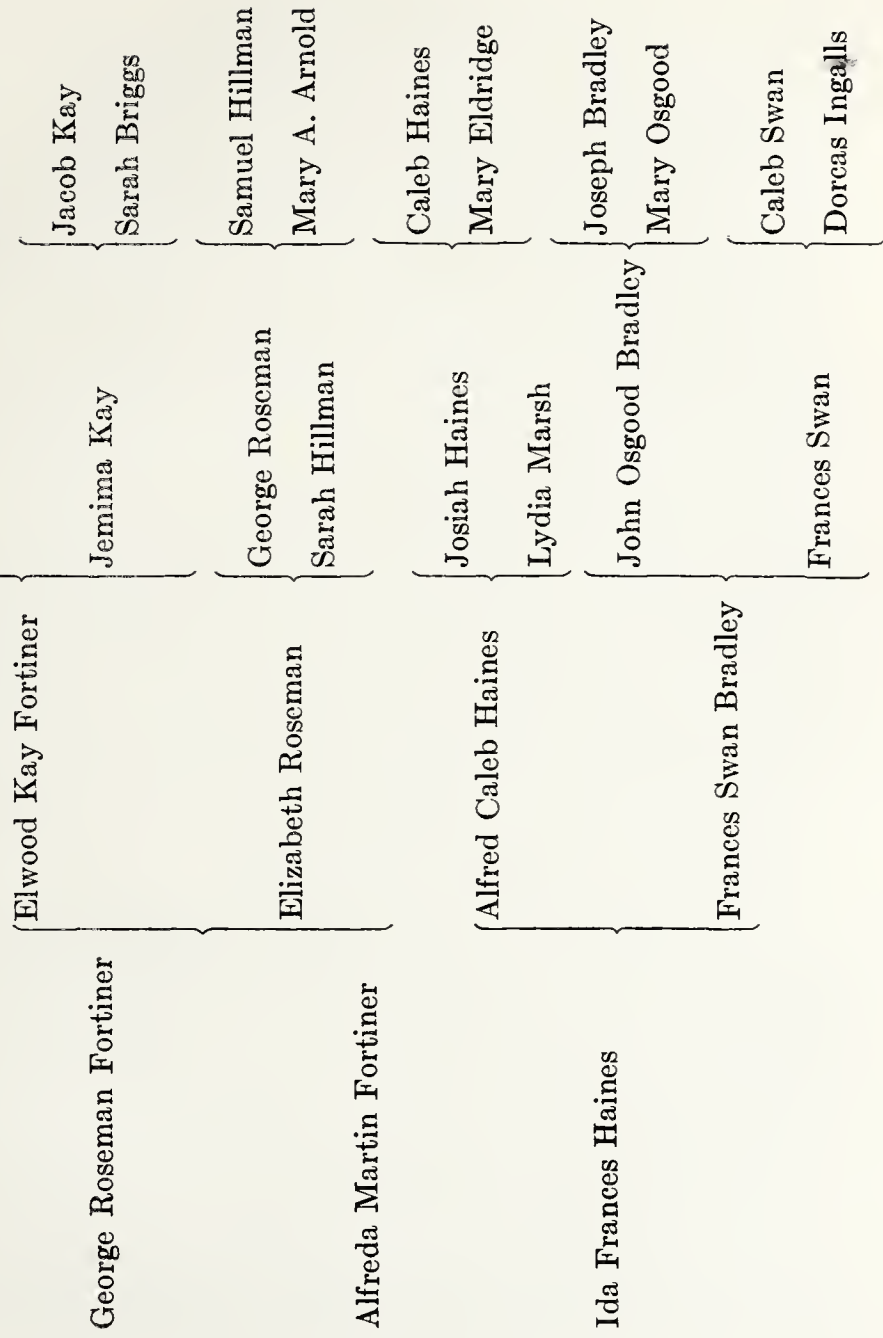 Jacob Kay
Sarah Briggs
Samuel Hillman
Mary A. Arnold
Caleb Haines
Mary Eldridge
Joseph Bradley
Mary Osgood
Caleb Swan
Dorcas Ingalls
Jemima Kay
George Roseman
Sarah Hillman
Josiah Haines
Lydia Marsh
John Osgood Bradley
Frances Swan
Elwood Kay Fortiner
Elizabeth Roseman
Alfred Caleb Haines
Frances Swan Bradley
George Roseman Fortiner
Alfreda Martin Fortiner
Ida Frances Haines